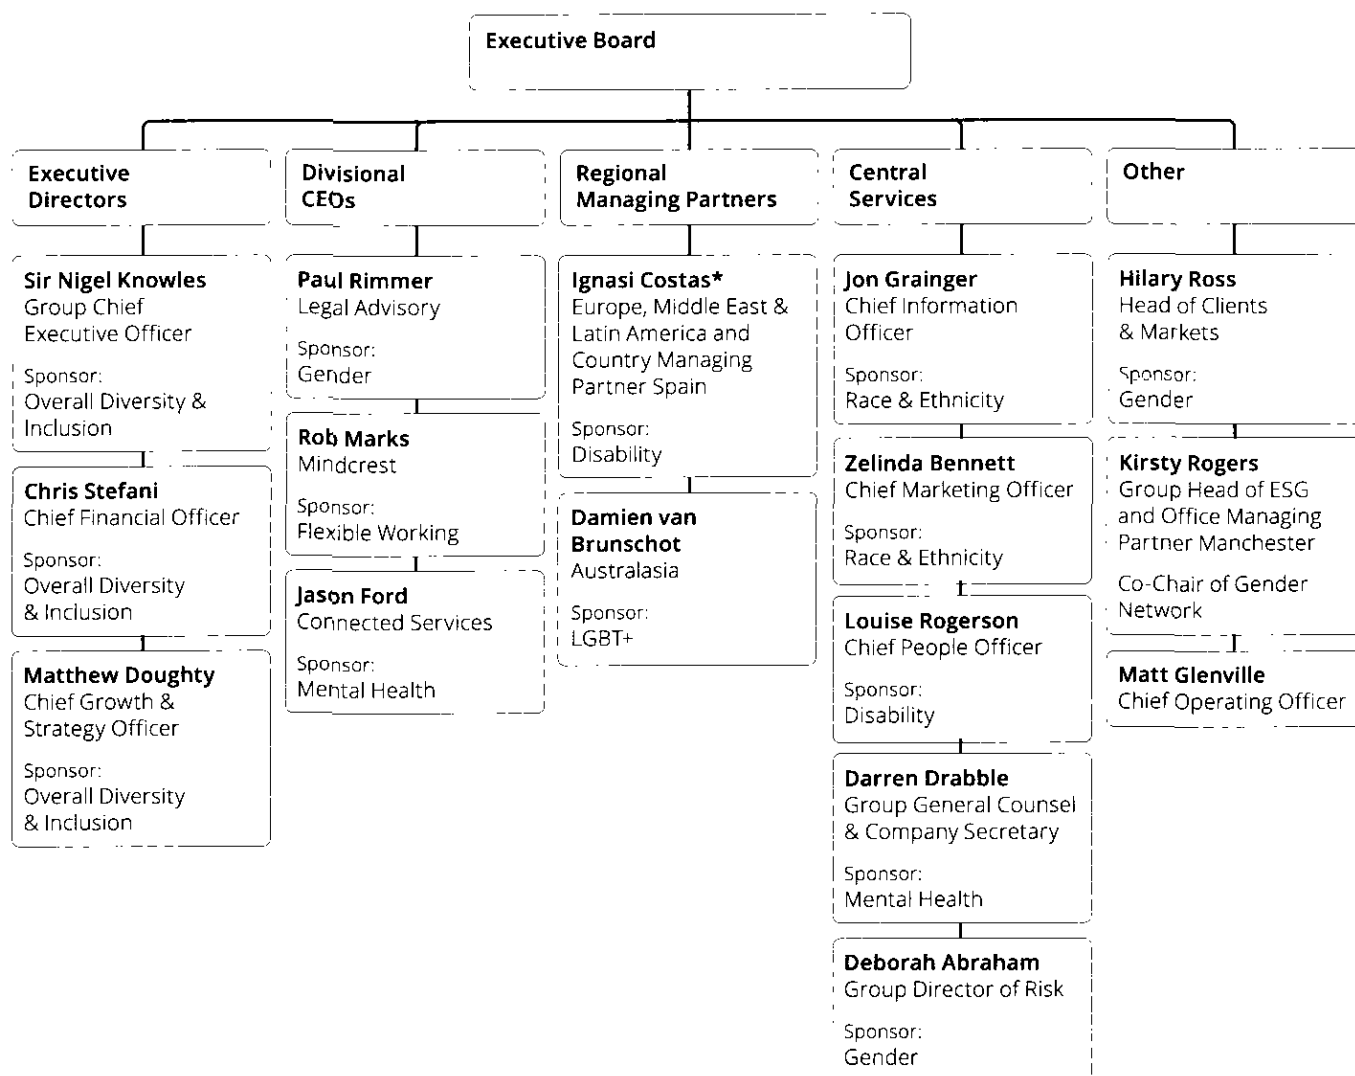 Executive Board
Executive
Directors
Sir Nigel Knowles
Group Chief
Executive Officer
Sponsor:
Overall Diversity &
Inclusion
Chris Stefani
Chief Financial Officer
Sponsor:
Overall Diversity
& Inclusion
Matthew Doughty
Chief Growth &
Strategy Officer
Sponsor:
Overall Diversity
& Inclusion
Divisional
CEOs
Paul Rimmer
Legal Advisory
Sponsor:
Gender
Rob Marks
Mindcrest
Sponsor:
Flexible Working
Jason Ford
Connected Services
Sponsor:
Mental Health
Regional
Managing Partners
Ignasi Costas*
Europe, Middle East &
Latin America and
Country Managing
Partner Spain
Sponsor:
Disability
Damien van
Brunschot
Australasia
Sponsor:
LGBT+
Central
Services
Jon Grainger
Chief Information
Officer
Sponsor:
Race & Ethnicity
Zelinda Bennett
Chief Marketing Officer
Sponsor:
Race & Ethnicity
Louise Rogerson
Chief People Officer
Sponsor:
Disability
Darren Drabble
Group General Counsel
& Company Secretary
Sponsor:
Mental Health
Deborah Abraham
Group Director of Risk
Sponsor:
Gender
Other
Hilary Ross
Head of Clients
& Markets
Sponsor:
Gender
Kirsty Rogers
Group Head of ESG
and Office Managing
Partner Manchester
Co-Chair of Gender
Network
Matt Glenville
Chief Operating Officer